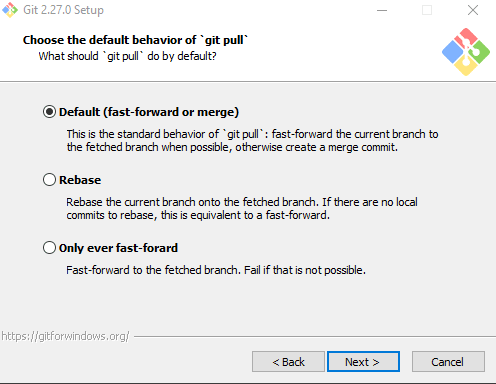 Git 2.27.0 Setup
Choose the default behavior of `git pull`
What should `git pull` do by default?
Default (fast-forward or merge)
This is the standard behavior of `git pull`: fast-forward the current branch to
the fetched branch when possible, otherwise create a merge commit.
Rebase
Rebase the current branch onto the fetched branch. If there are no local
commits to rebase, this is equivalent to a fast-forward.
Only ever fast-forard
Fast-forward to the fetched branch. Fail if that is not possible.
https://gitforwindows.org/
< Back
Next >
Cancel